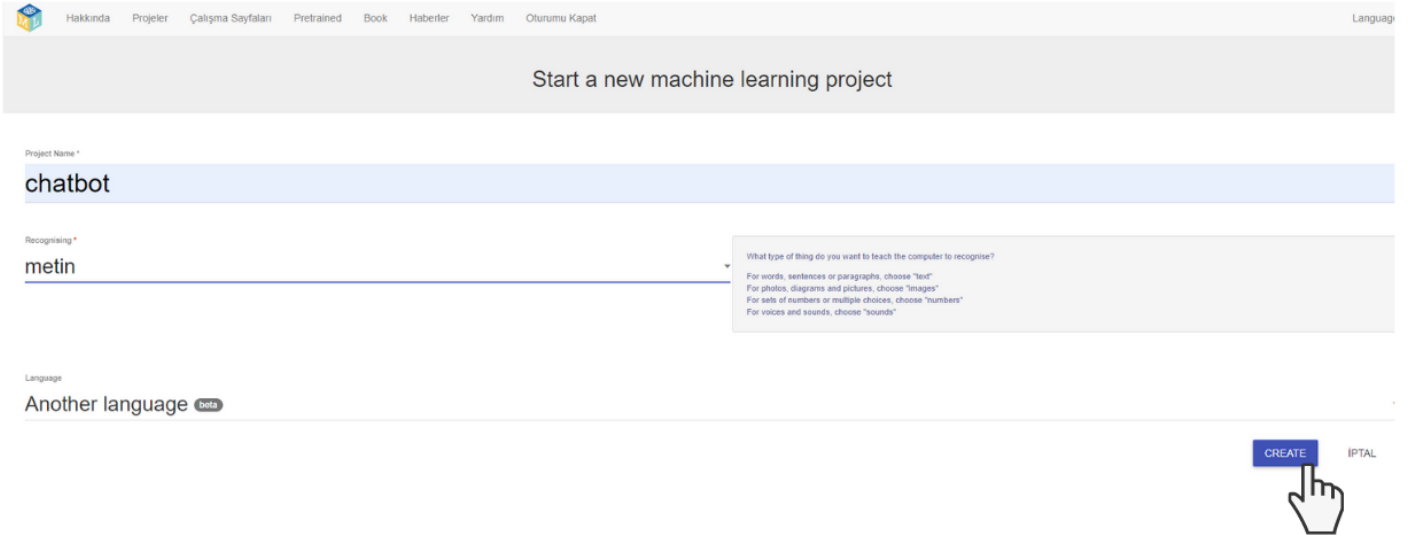 Hakkında Projeler Çalışma Sayfaları Pretrained Book Haberler Yardım Oturumu Kapat
Start a new machine learning project
Project Name *
chatbot
Recognising *
metin
What type of thing do you want to teach the computer to recognise?
For words, sentences or paragraphs, choose "text"
For photos, diagrams and pictures, choose "images"
For sets of numbers or multiple choices, choose "numbers"
For voices and sounds, choose "sounds"
Language
Another language beta
CREATE İPTAL